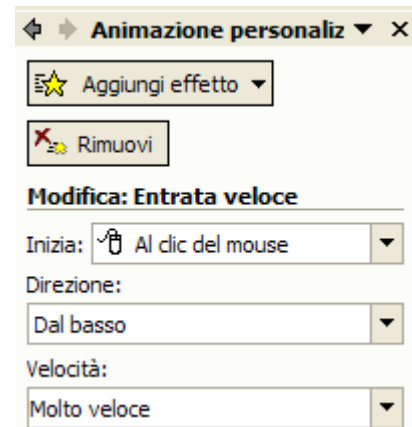 Animazione personaliz
Aggiungi effetto
Rimuovi
Modifica: Entrata veloce
Inizia: Al clic del mouse
Direzione:
Dal basso
Velocità:
Molto veloce